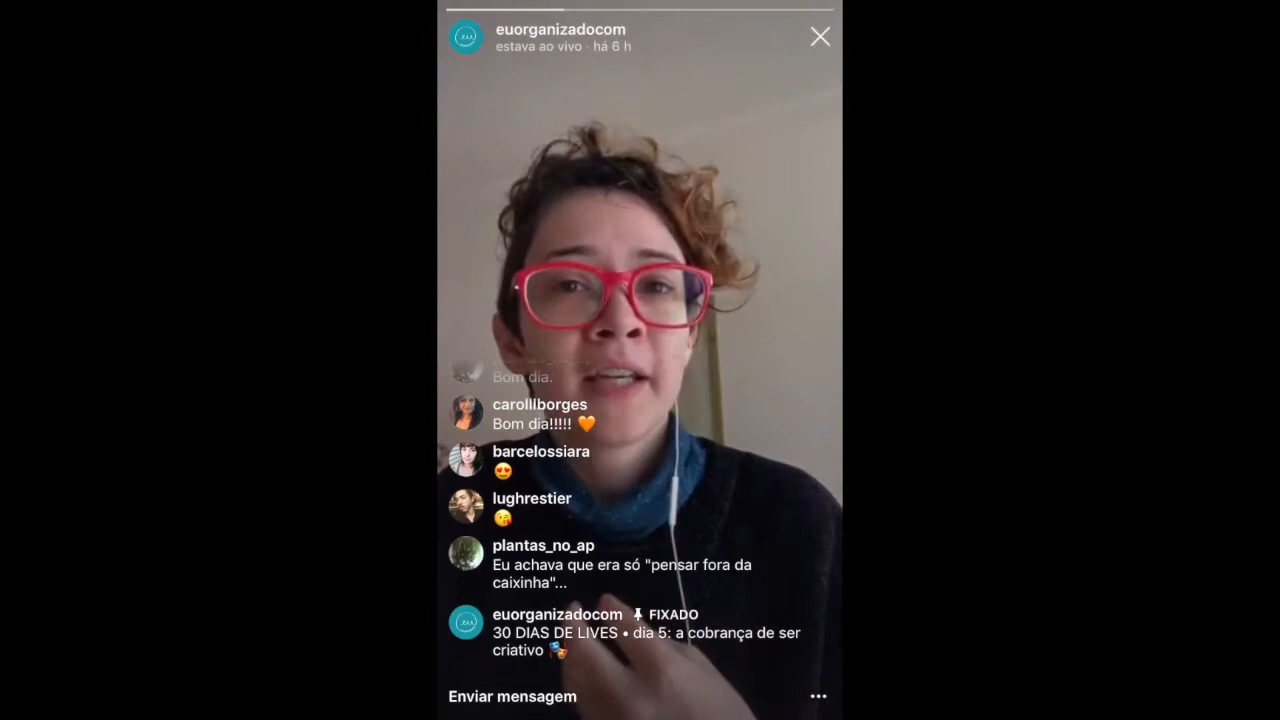 euorganizadocom
estava ao vivo · há 6 h
Bom dia.
carolllborges
Bom dia!!!!! 🧡
barcelossiara
😍
lughrestier
😘
plantas_no_ap
Eu achava que era só "pensar fora da
caixinha"...
euorganizadocom 📌 FIXADO
30 DIAS DE LIVES • dia 5: a cobrança de ser
criativo 🎭
Enviar mensagem